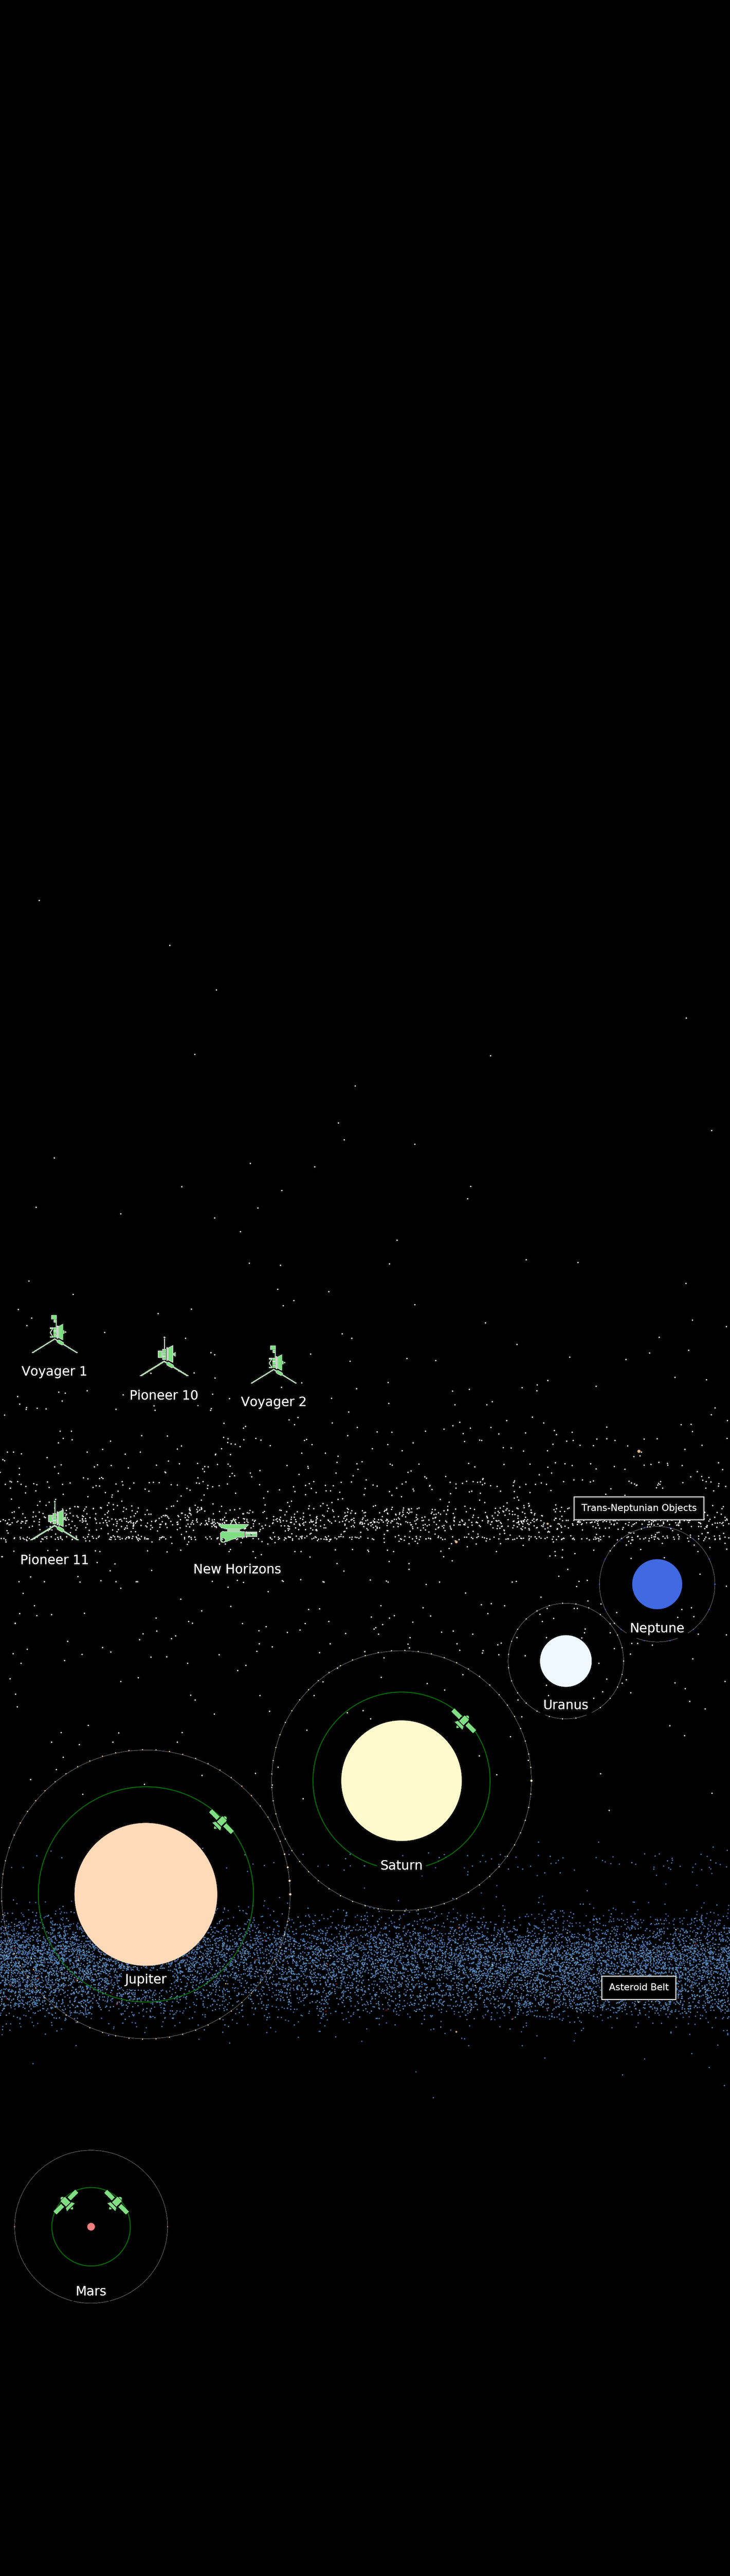 Voyager 1
Pioneer 10
Voyager 2
Trans-Neptunian Objects
Pioneer 11
New Horizons
Neptune
Uranus
Saturn
Jupiter
Asteroid Belt
Mars